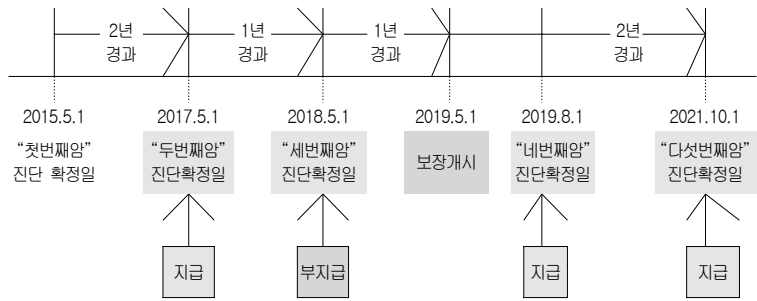 2년
경과
1년
경과
1년
경과
2년
경과
2015.5.1
2017.5.1
2018.5.1
2019.5.1
2019.8.1
2021.10.1
“첫번째암”
진단 확정일
“두번째암”
진단확정일
“세번째암”
진단확정일
보장개시
“네번째암”
진단확정일
“다섯번째암”
진단확정일
지급
부지급
지급
지급